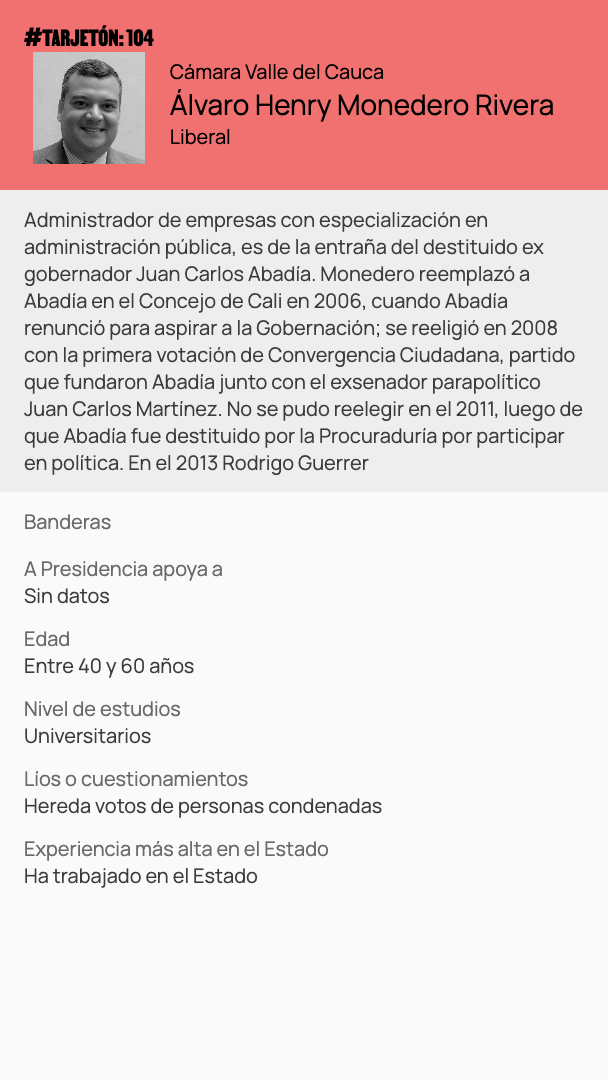 #TARJETÓN: 104
Cámara Valle del Cauca
Álvaro Henry Monedero Rivera
Liberal
Administrador de empresas con especialización en
administración pública, es de la entraña del destituido ex
gobernador Juan Carlos Abadía. Monedero reemplazó a
Abadía en el Concejo de Cali en 2006, cuando Abadía
renunció para aspirar a la Gobernación; se reeligió en 2008
con la primera votación de Convergencia Ciudadana, partido
que fundaron Abadía junto con el exsenador parapolítico
Juan Carlos Martínez. No se pudo reelegir en el 2011, luego de
que Abadía fue destituido por la Procuraduría por participar
en política. En el 2013 Rodrigo Guerrer
Banderas
A Presidencia apoya a
Sin datos
Edad
Entre 40 y 60 años
Nivel de estudios
Universitarios
Líos o cuestionamientos
Hereda votos de personas condenadas
Experiencia más alta en el Estado
Ha trabajado en el Estado